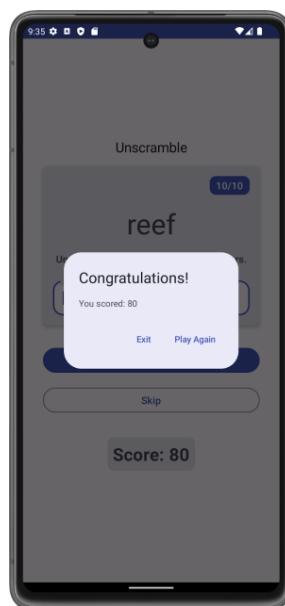 9:35
Unscramble
10/10
reef
Congratulations!
You scored: 80
Exit Play Again
Skip
Score: 80